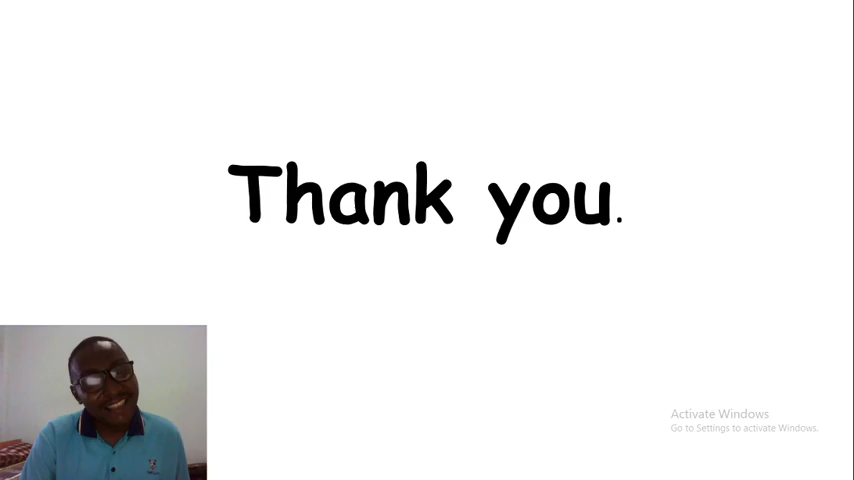 Thank you.
Activate Windows
Go to Settings to activate Windows.